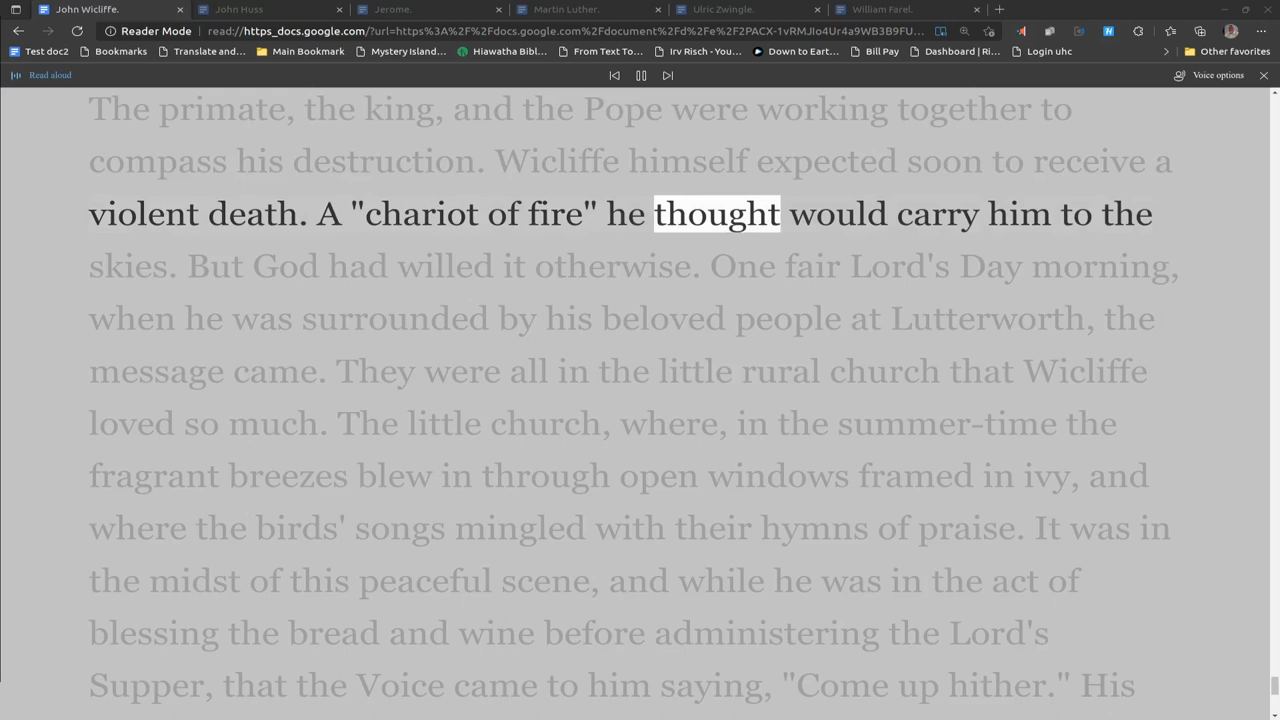 John Wicliffe.
John Huss
Jerome.
Martin Luther.
Ulric Zwingle.
William Farel.
Reader Mode
read://https_docs.google.com/?url=https%3A%2F%2Fdocs.google.com%2Fdocument%2Fd%2Fe%2F2PACX-1vRMJIo4Ur4a9WB3B9FU...
Test doc2
Bookmarks
Translate and...
Main Bookmark
Mystery Island...
Hiawatha Bibl...
From Text To...
Irv Risch - You...
Down to Eart...
Bill Pay
Dashboard | Ri...
Login uhc
Other favorites
Read aloud
Voice options
The primate, the king, and the Pope were working together to
compass his destruction. Wicliffe himself expected soon to receive a
violent death. A "chariot of fire" he thought would carry him to the
skies. But God had willed it otherwise. One fair Lord's Day morning,
when he was surrounded by his beloved people at Lutterworth, the
message came. They were all in the little rural church that Wicliffe
loved so much. The little church, where, in the summer-time the
fragrant breezes blew in through open windows framed in ivy, and
where the birds' songs mingled with their hymns of praise. It was in
the midst of this peaceful scene, and while he was in the act of
blessing the bread and wine before administering the Lord's
Supper, that the Voice came to him saying, "Come up hither." His